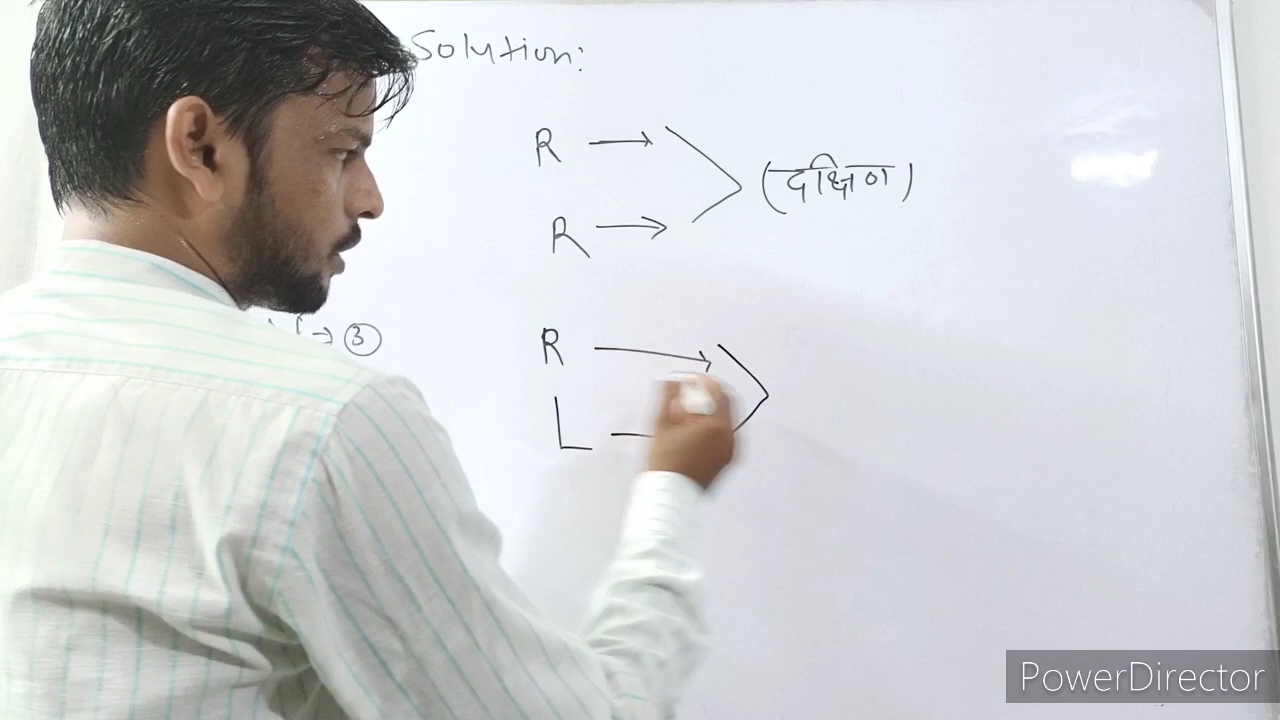 Solution:
R →
(दक्षिण)
R →
→ ③
R →
L
PowerDirector